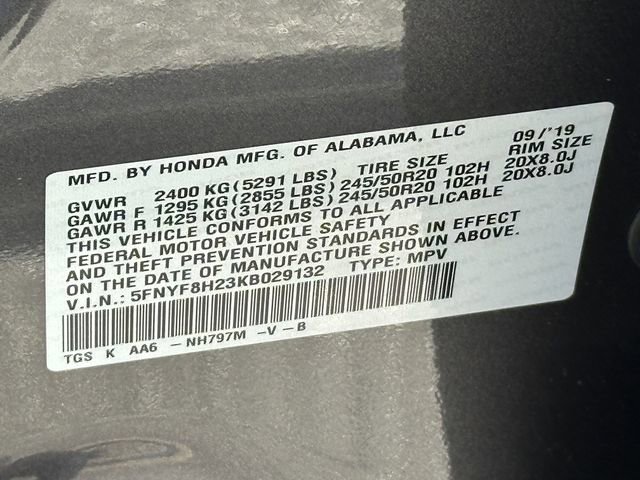 MFD. BY HONDA MFG. OF ALABAMA, LLC 09/'19
GVWR 2400 KG(5291 LBS) TIRE SIZE RIM SIZE
GAWR F 1295 KG(2855 LBS)245/50R20 102H 20X8.0J
GAWR R 1425 KG(3142 LBS)245/50R20 102H 20X8.0J
THIS VEHICLE CONFORMS TO ALL APPLICABLE
FEDERAL MOTOR VEHICLE SAFETY
AND THEFT PREVENTION STANDARDS IN EFFECT
ON THE DATE OF MANUFACTURE SHOWN ABOVE.
V.I.N.: 5FNYF8H23KB029132 TYPE: MPV
TGS K AA6 -NH797M -V-B